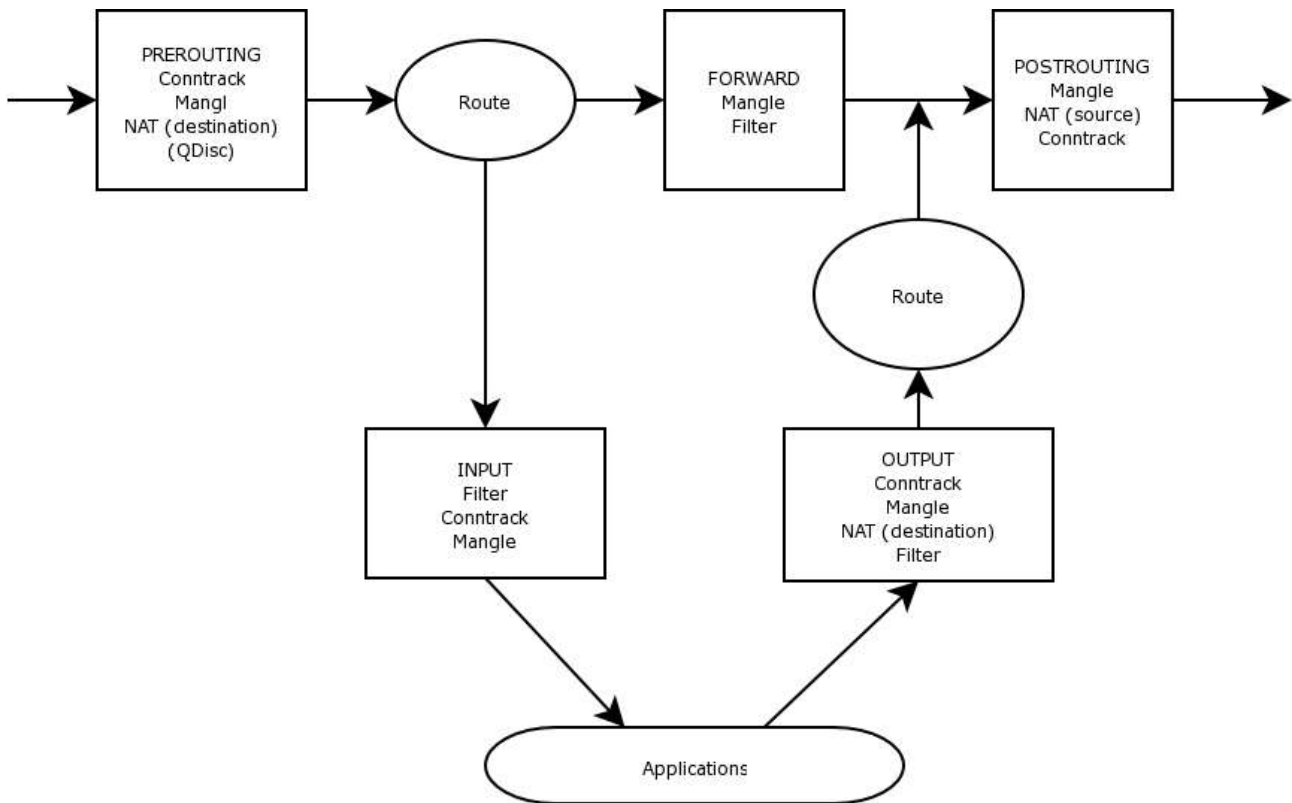 PREROUTING
Conntrack
Mangl
NAT (destination)
(QDisc)
Route
FORWARD
Mangle
Filter
POSTROUTING
Mangle
NAT (source)
Conntrack
Route
INPUT
Filter
Conntrack
Mangle
OUTPUT
Conntrack
Mangle
NAT (destination)
Filter
Applications